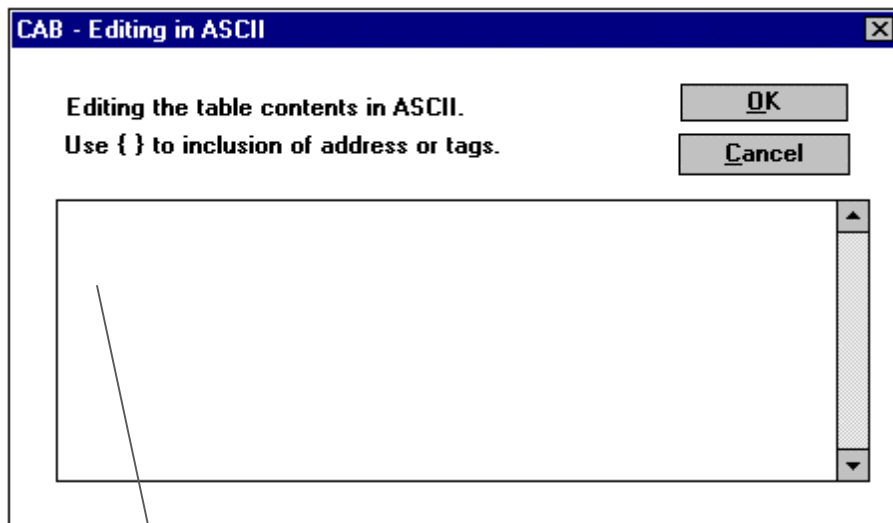 CAB - Editing in ASCII
Editing the table contents in ASCII.
Use { } to inclusion of address or tags.
OK
Cancel